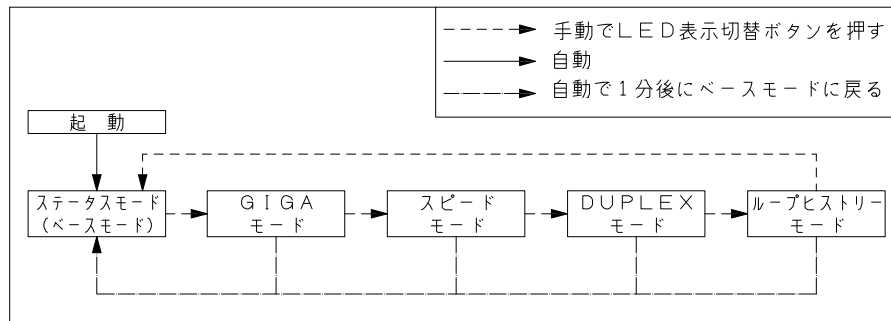 手動でＬＥＤ表示切替ボタンを押す
自動
自動で１分後にベースモードに戻る
起　動
ステータスモード
(ベースモード)
ＧＩＧＡ
モード
スピード
モード
ＤＵＰＬＥＸ
モード
ループヒストリー
モード